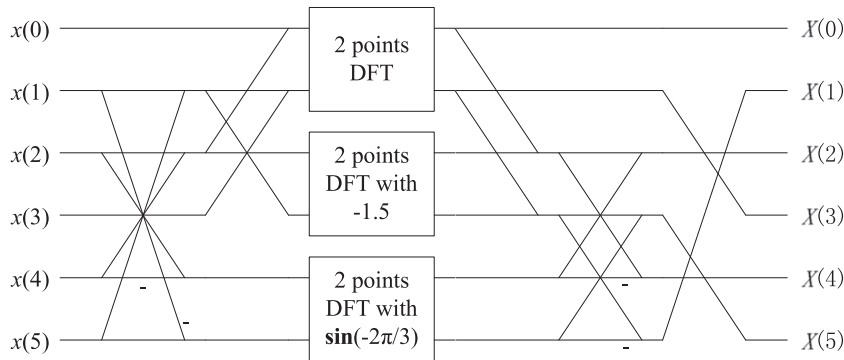 x(0)
x(1)
x(2)
x(3)
x(4)
x(5)
2 points
DFT
2 points
DFT with
-1.5
2 points
DFT with
sin(-2π/3)
-
-
-
-
X(0)
X(1)
X(2)
X(3)
X(4)
X(5)